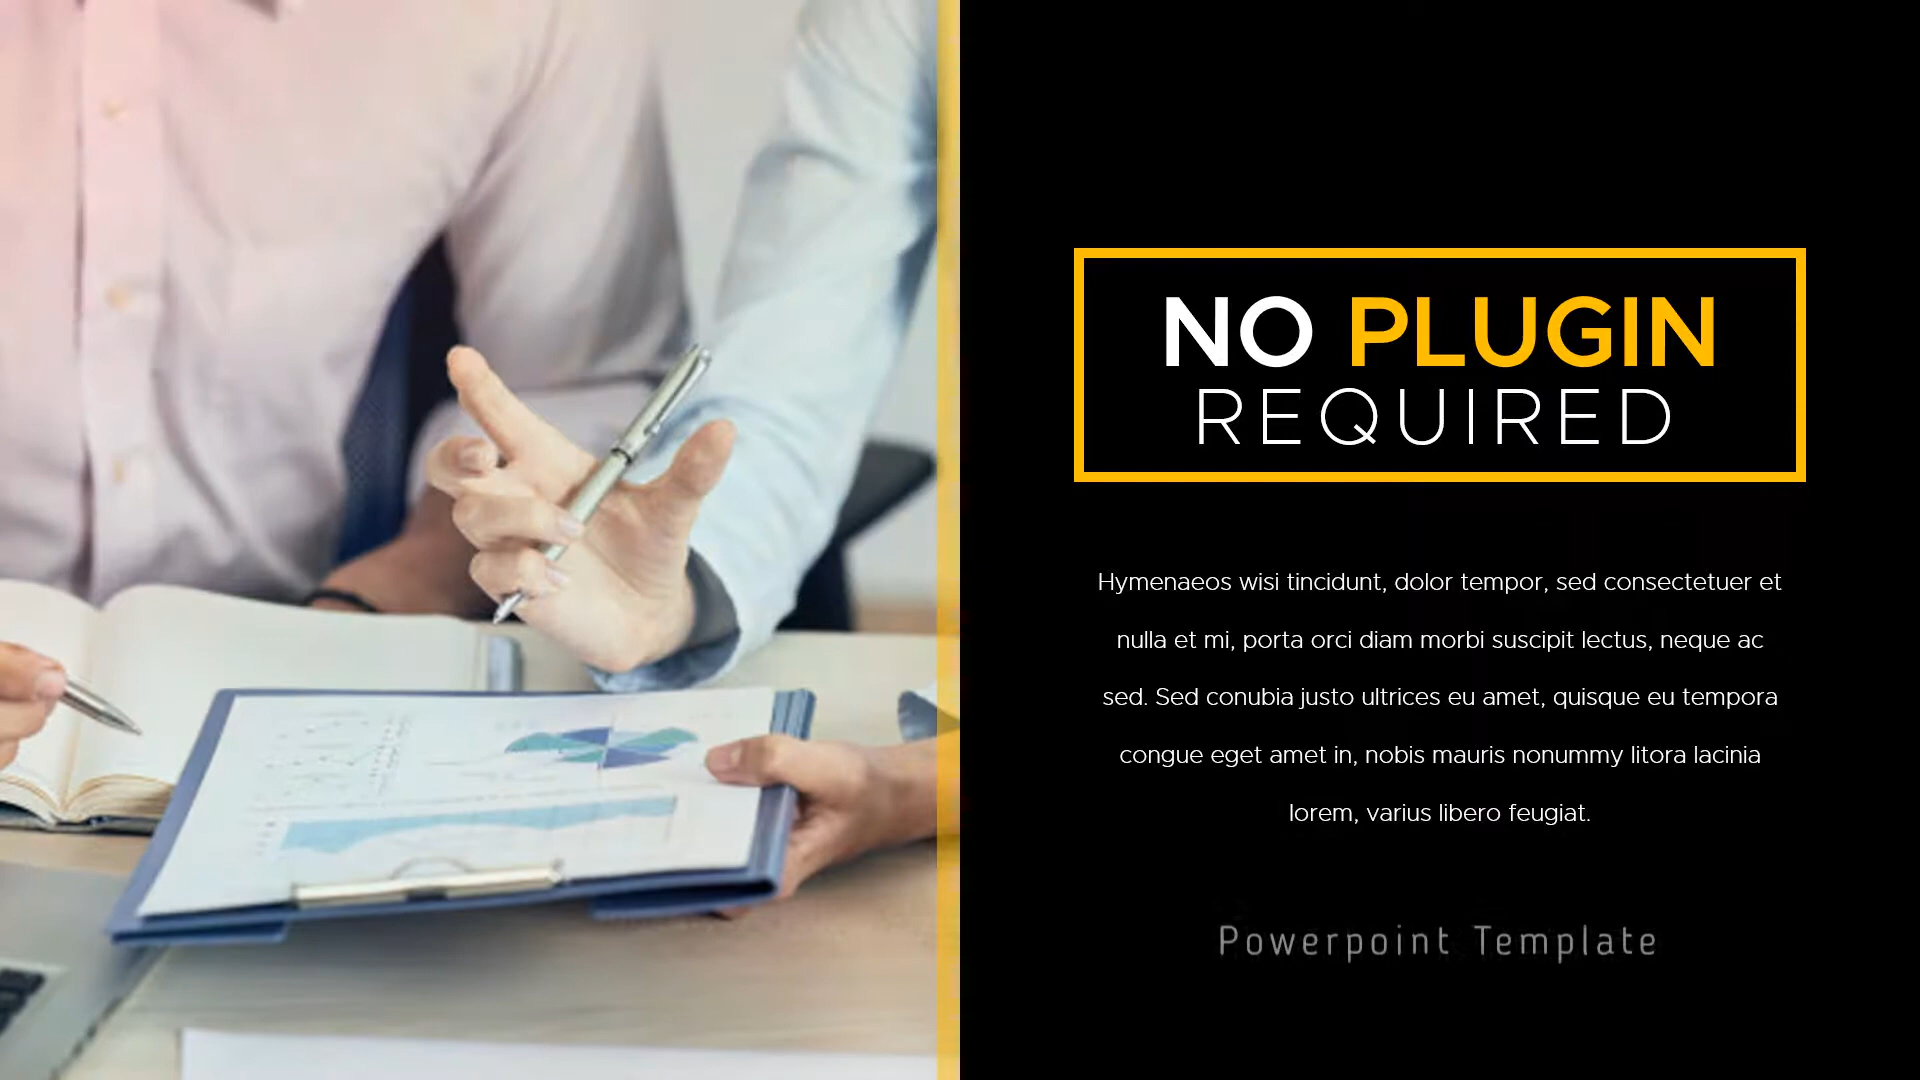 NO PLUGIN
REQUIRED
Hymenaeos wisi tincidunt, dolor tempor, sed consectetuer et
nulla et mi, porta orci diam morbi suscipit lectus, neque ac
sed. Sed conubia justo ultrices eu amet, quisque eu tempora
congue eget amet in, nobis mauris nonummy litora lacinia
lorem, varius libero feugiat.
Powerpoint Template